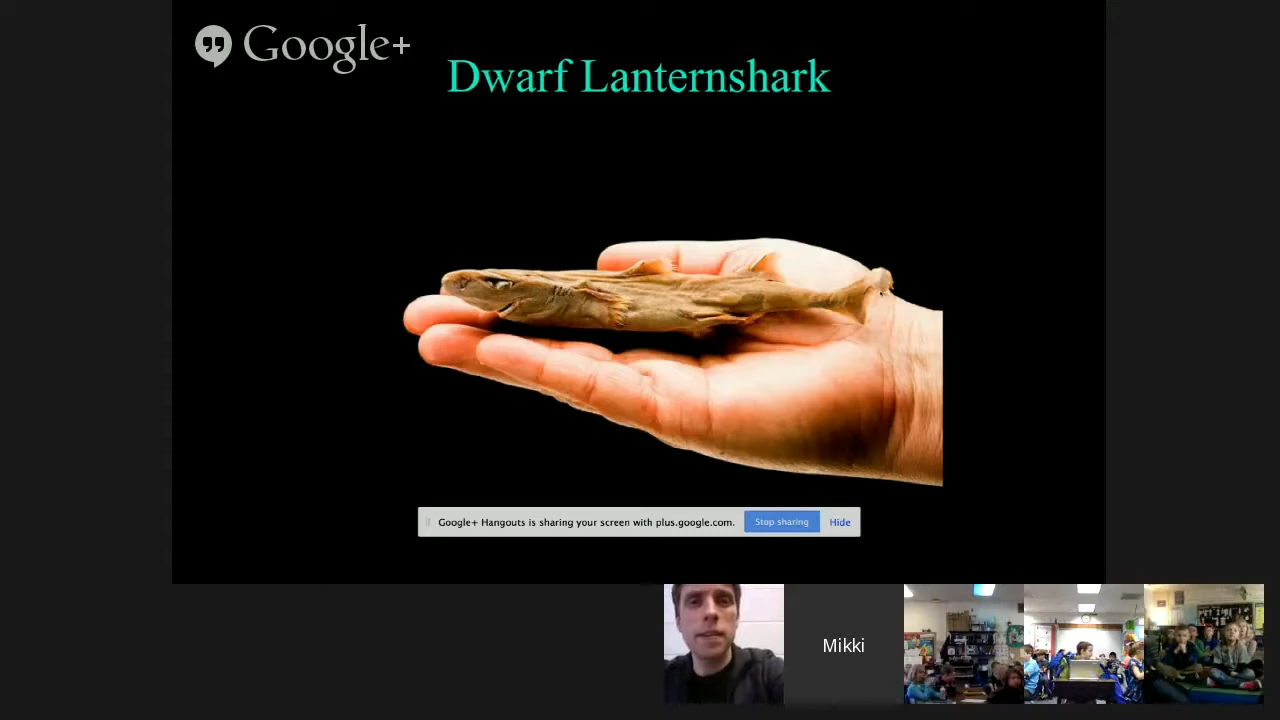 Google+
Dwarf Lanternshark
Google+ Hangouts is sharing your screen with plus.google.com. Stop sharing Hide
Mikki